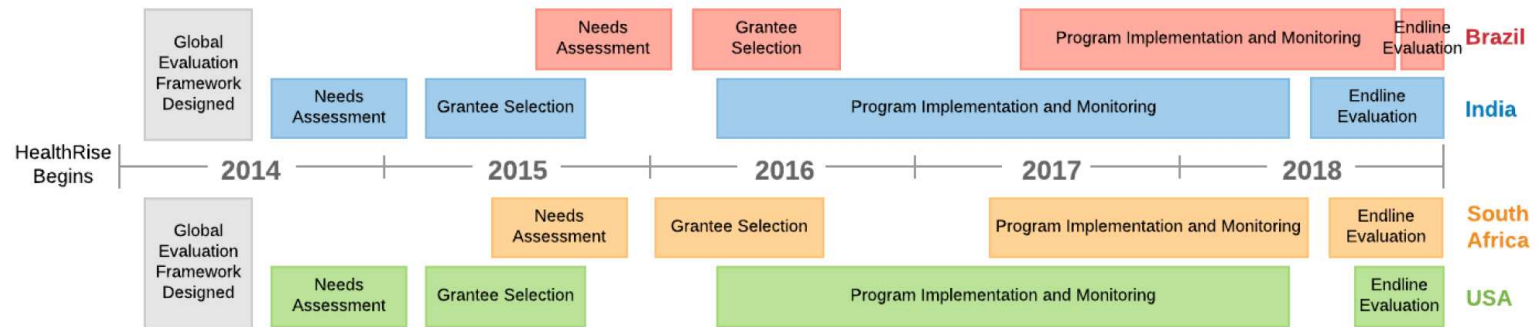 Global
Evaluation
Framework
Designed
Needs
Assessment
Grantee
Selection
Program Implementation and Monitoring
Endline
Evaluation
Brazil
Needs
Assessment
Grantee Selection
Program Implementation and Monitoring
Endline
Evaluation
India
HealthRise
Begins
2014
2015
2016
2017
2018
Global
Evaluation
Framework
Designed
Needs
Assessment
Grantee Selection
Program Implementation and Monitoring
Endline
Evaluation
South
Africa
Needs
Assessment
Grantee Selection
Program Implementation and Monitoring
Endline
Evaluation
USA